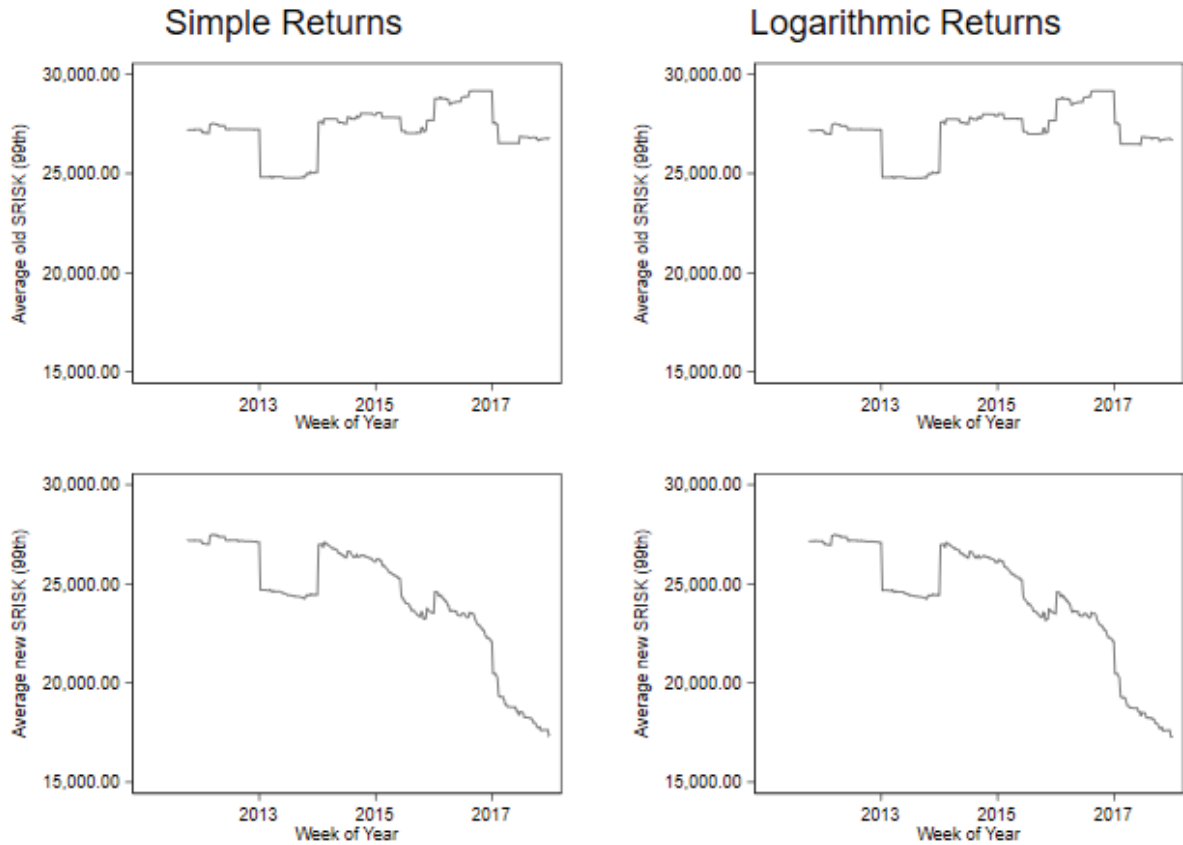 Simple Returns
Logarithmic Returns
Average old SRISK (99th)
30,000.00
25,000.00
20,000.00
15,000.00
2013
2015
2017
Week of Year
Average old SRISK (99th)
30,000.00
25,000.00
20,000.00
15,000.00
2013
2015
2017
Week of Year
Average new SRISK (99th)
30,000.00
25,000.00
20,000.00
15,000.00
2013
2015
2017
Week of Year
Average new SRISK (99th)
30,000.00
25,000.00
20,000.00
15,000.00
2013
2015
2017
Week of Year